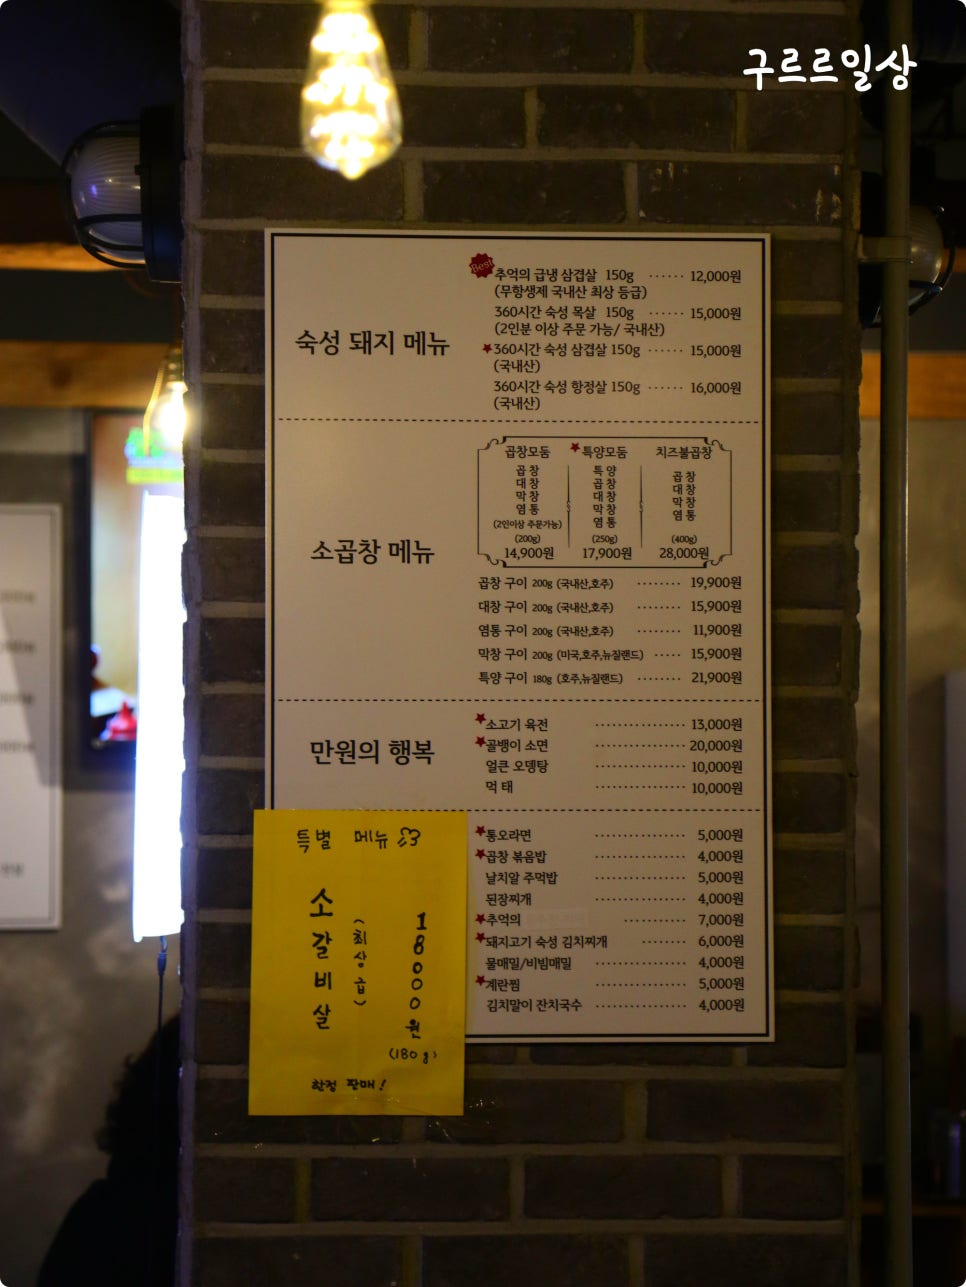 구르르일상
Best
추억의 급냉 삼겹살 150g ······ 12,000원
(무항생제 국내산 최상 등급)
360시간 숙성 목살 150g ······ 15,000원
(2인분 이상 주문 가능/ 국내산)
숙성 돼지 메뉴
★360시간 숙성 삼겹살 150g ······ 15,000원
(국내산)
360시간 숙성 항정살 150g ······ 16,000원
(국내산)
소곱창 메뉴
곱창모둠
곱창
대창
막창
염통
(2인이상 주문가능)
(200g)
14,900원
★특양모둠
특양
곱창
대창
막창
염통
(250g)
17,900원
치즈불곱창
곱창
대창
막창
염통
(400g)
28,000원
곱창 구이 200g (국내산,호주) ········ 19,900원
대창 구이 200g (국내산,호주) ········ 15,900원
염통 구이 200g (국내산,호주) ········ 11,900원
막창 구이 200g (미국,호주,뉴질랜드) ····· 15,900원
특양 구이 180g (호주,뉴질랜드) ········ 21,900원
만원의 행복
★소고기 육전 ················ 13,000원
★골뱅이 소면 ················ 20,000원
얼큰 오뎅탕 ················ 10,000원
먹태 ················ 10,000원
★통오라면 ················ 5,000원
★곱창 볶음밥 ················ 4,000원
날치알 주먹밥 ················ 5,000원
된장찌개 ················ 4,000원
★추억의 ··········· 7,000원
★돼지고기 숙성 김치찌개 ········ 6,000원
물매밀/비빔매밀 ················ 4,000원
★계란찜 ················ 5,000원
김치말이 잔치국수 ················ 4,000원
특별 메뉴
소갈비살
(최상급)
18000원
(180g)
한정 판매!